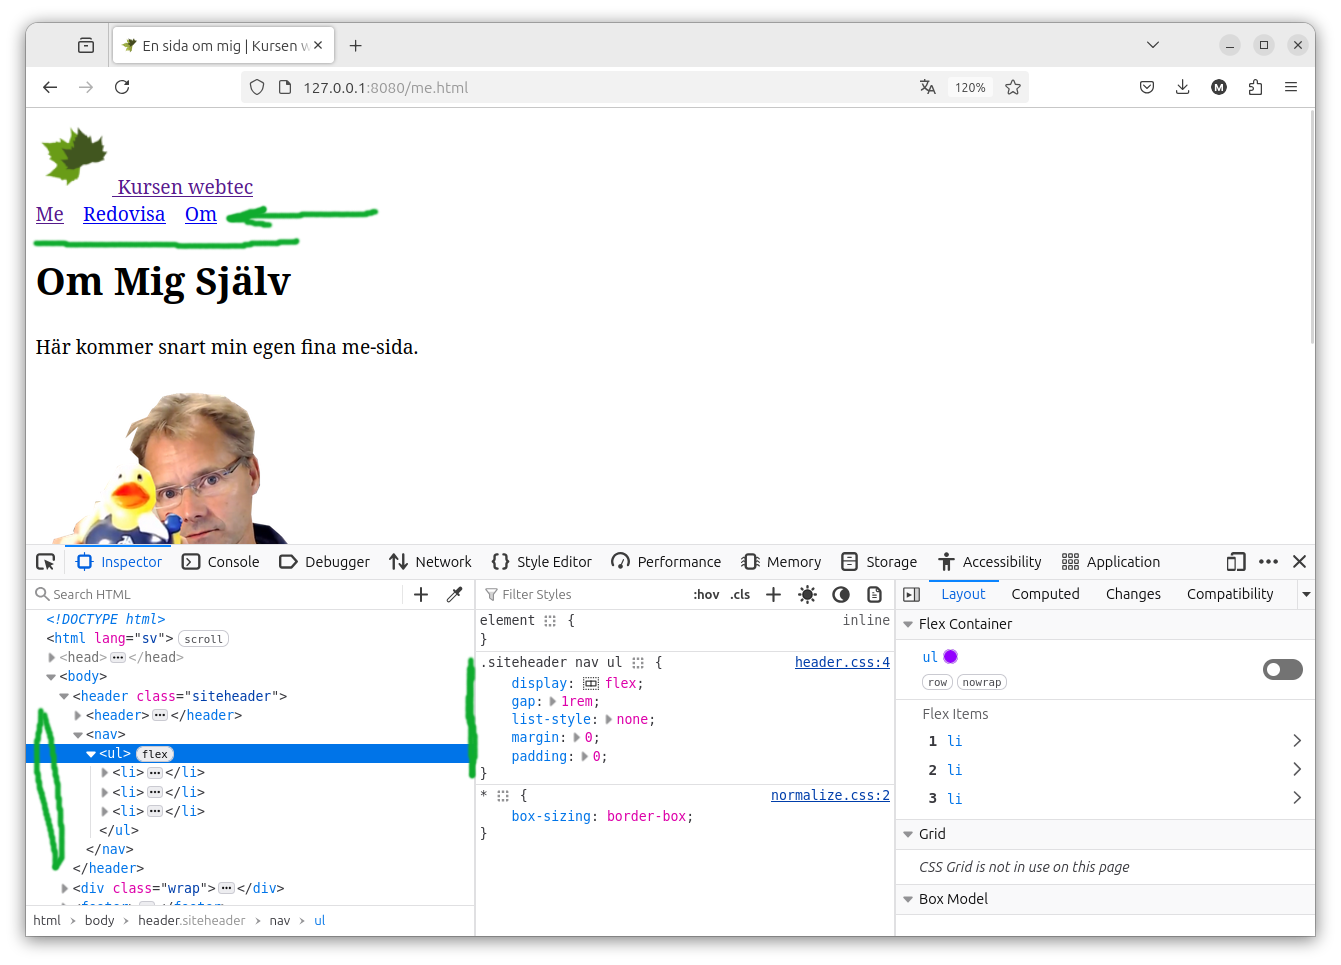 En sida om mig | Kursen w
127.0.0.1:8080/me.html
120%
M
Kursen webtec
Me Redovisa Om
Om Mig Själv
Här kommer snart min egen fina me-sida.
Inspector Console Debugger Network Style Editor Performance Memory Storage Accessibility Application
Search HTML
<!DOCTYPE html>
<html lang="sv"> scroll
<head> </head>
<body>
<header class="siteheader">
<header> </header>
<nav>
<ul> flex
<li> </li>
<li> </li>
<li> </li>
</ul>
</nav>
</header>
<div class="wrap"> </div>
html > body > header.siteheader > nav > ul
Filter Styles :hov .cls
element { inline
}
.siteheader nav ul { header.css:4
display: flex;
gap: 1rem;
list-style: none;
margin: 0;
padding: 0;
}
* { normalize.css:2
box-sizing: border-box;
}
Layout Computed Changes Compatibility
Flex Container
ul
row nowrap
Flex Items
1 li
2 li
3 li
Grid
CSS Grid is not in use on this page
Box Model